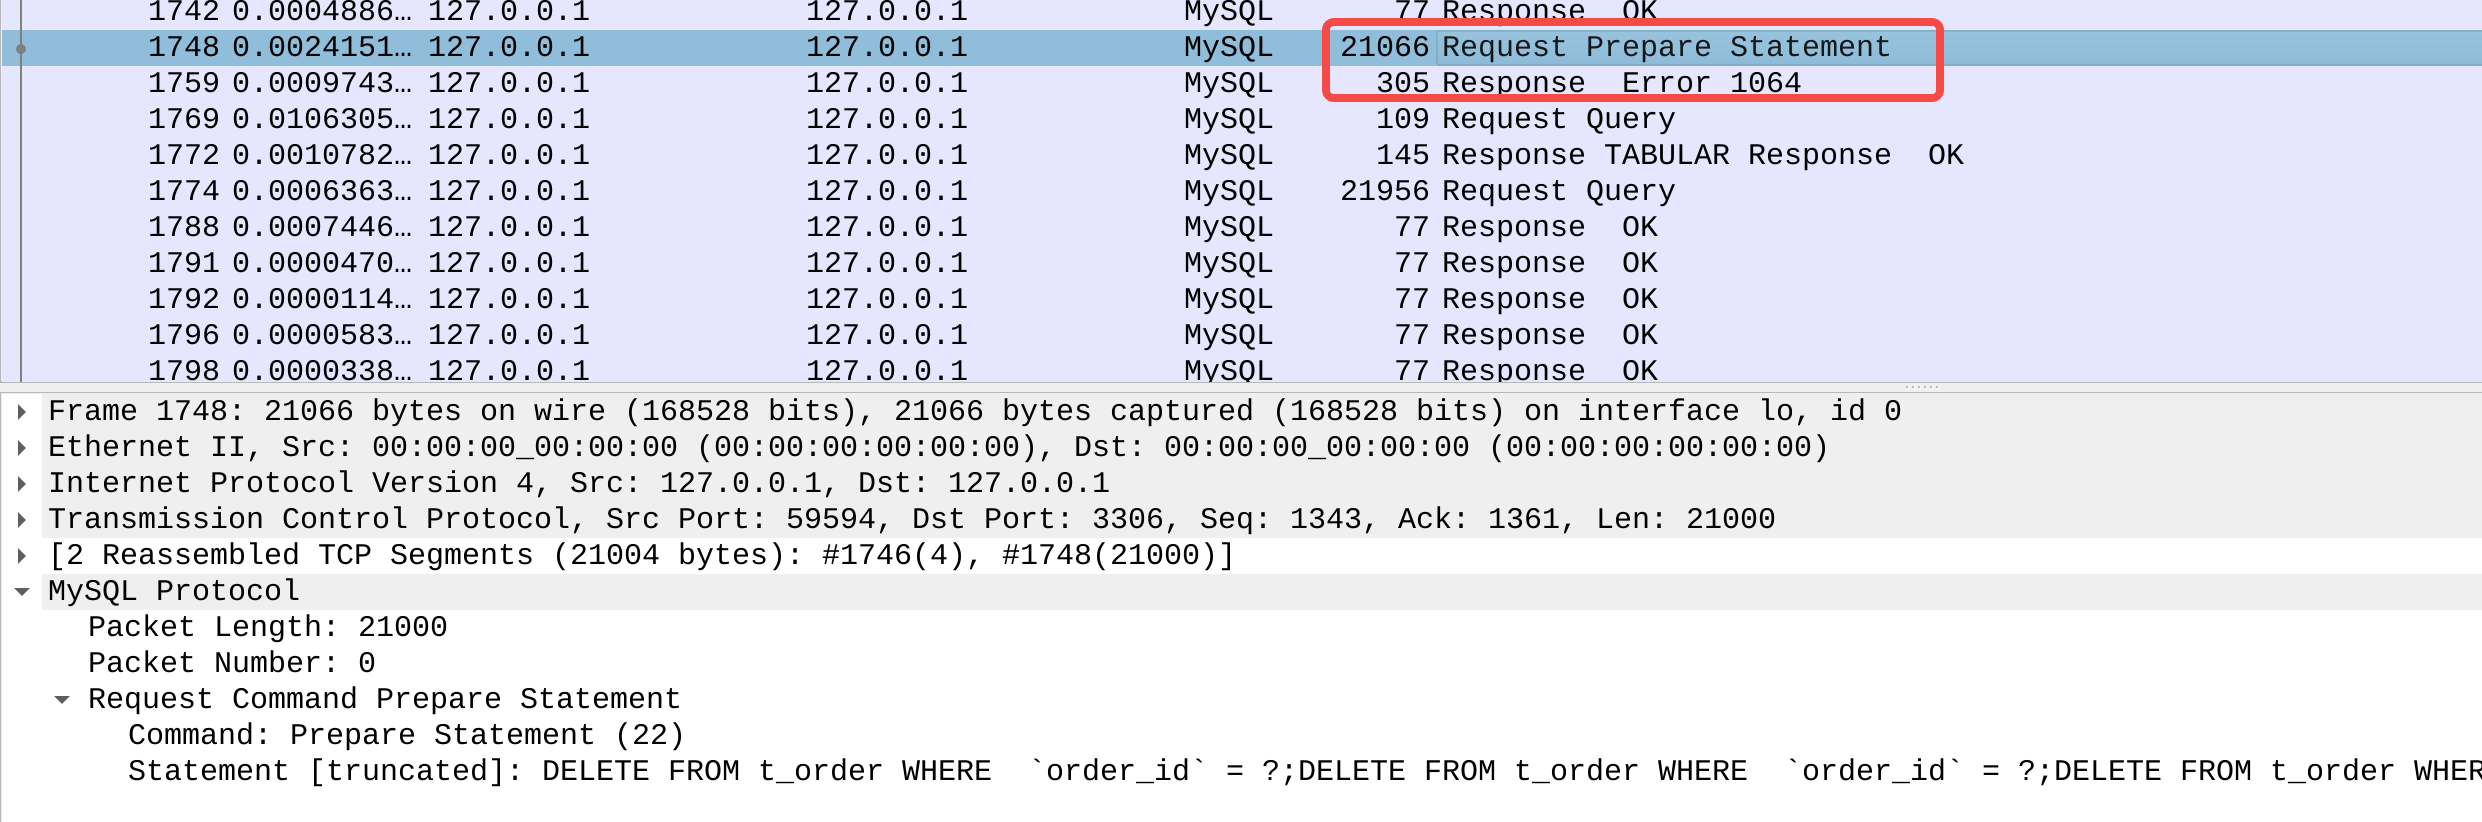 1742 0.0004886… 127.0.0.1 127.0.0.1 MySQL 77 Response OK
1748 0.0024151… 127.0.0.1 127.0.0.1 MySQL 21066 Request Prepare Statement
1759 0.0009743… 127.0.0.1 127.0.0.1 MySQL 305 Response Error 1064
1769 0.0106305… 127.0.0.1 127.0.0.1 MySQL 109 Request Query
1772 0.0010782… 127.0.0.1 127.0.0.1 MySQL 145 Response TABULAR Response OK
1774 0.0006363… 127.0.0.1 127.0.0.1 MySQL 21956 Request Query
1788 0.0007446… 127.0.0.1 127.0.0.1 MySQL 77 Response OK
1791 0.0000470… 127.0.0.1 127.0.0.1 MySQL 77 Response OK
1792 0.0000114… 127.0.0.1 127.0.0.1 MySQL 77 Response OK
1796 0.0000583… 127.0.0.1 127.0.0.1 MySQL 77 Response OK
1798 0.0000338… 127.0.0.1 127.0.0.1 MySQL 77 Response OK
Frame 1748: 21066 bytes on wire (168528 bits), 21066 bytes captured (168528 bits) on interface lo, id 0
Ethernet II, Src: 00:00:00_00:00:00 (00:00:00:00:00:00), Dst: 00:00:00_00:00:00 (00:00:00:00:00:00)
Internet Protocol Version 4, Src: 127.0.0.1, Dst: 127.0.0.1
Transmission Control Protocol, Src Port: 59594, Dst Port: 3306, Seq: 1343, Ack: 1361, Len: 21000
[2 Reassembled TCP Segments (21004 bytes): #1746(4), #1748(21000)]
MySQL Protocol
Packet Length: 21000
Packet Number: 0
Request Command Prepare Statement
Command: Prepare Statement (22)
Statement [truncated]: DELETE FROM t_order WHERE  `order_id` = ?;DELETE FROM t_order WHERE  `order_id` = ?;DELETE FROM t_order WHER